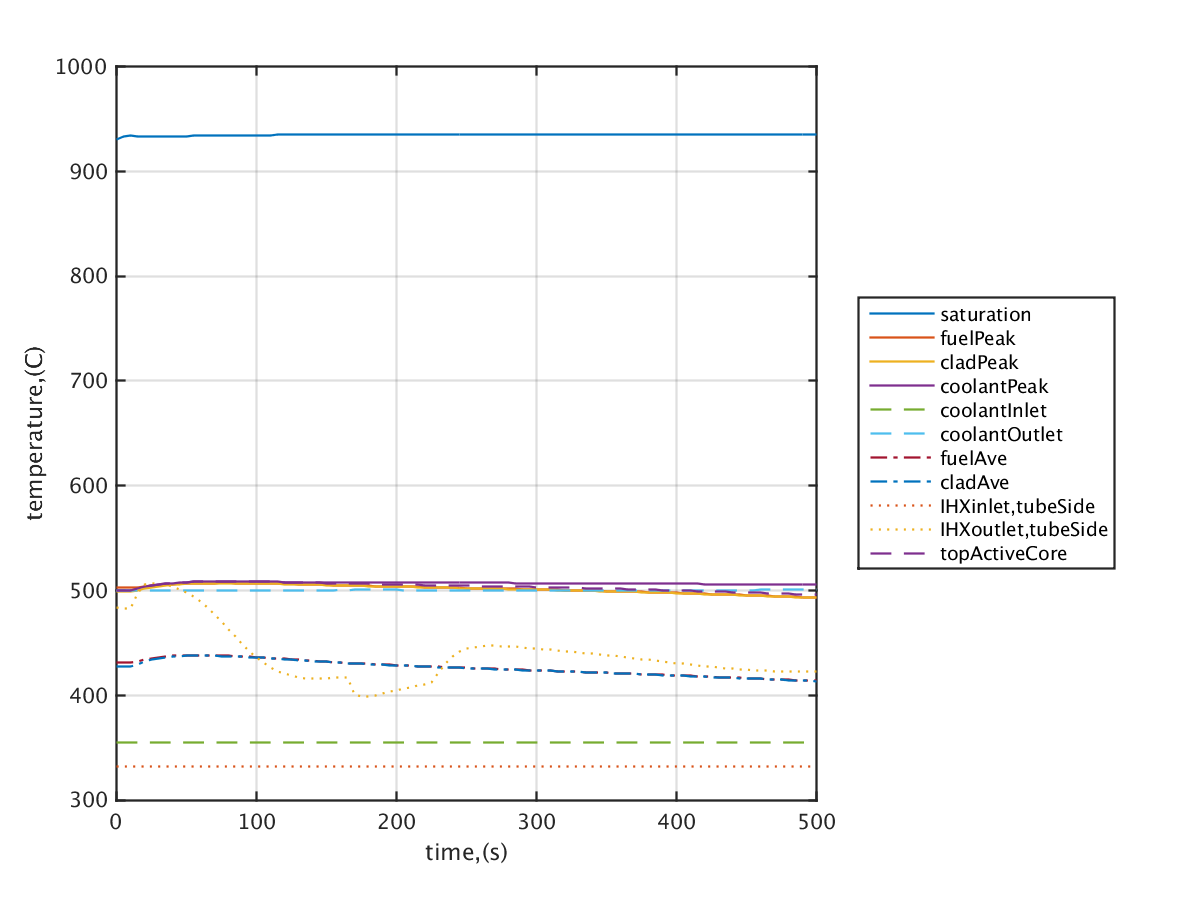 1000
900
800
700
600
500
400
300
0 100 200 300 400 500
time,(s)
temperature,(C)
saturation
fuelPeak
cladPeak
coolantPeak
coolantInlet
coolantOutlet
fuelAve
cladAve
IHXinlet,tubeSide
IHXoutlet,tubeSide
topActiveCore